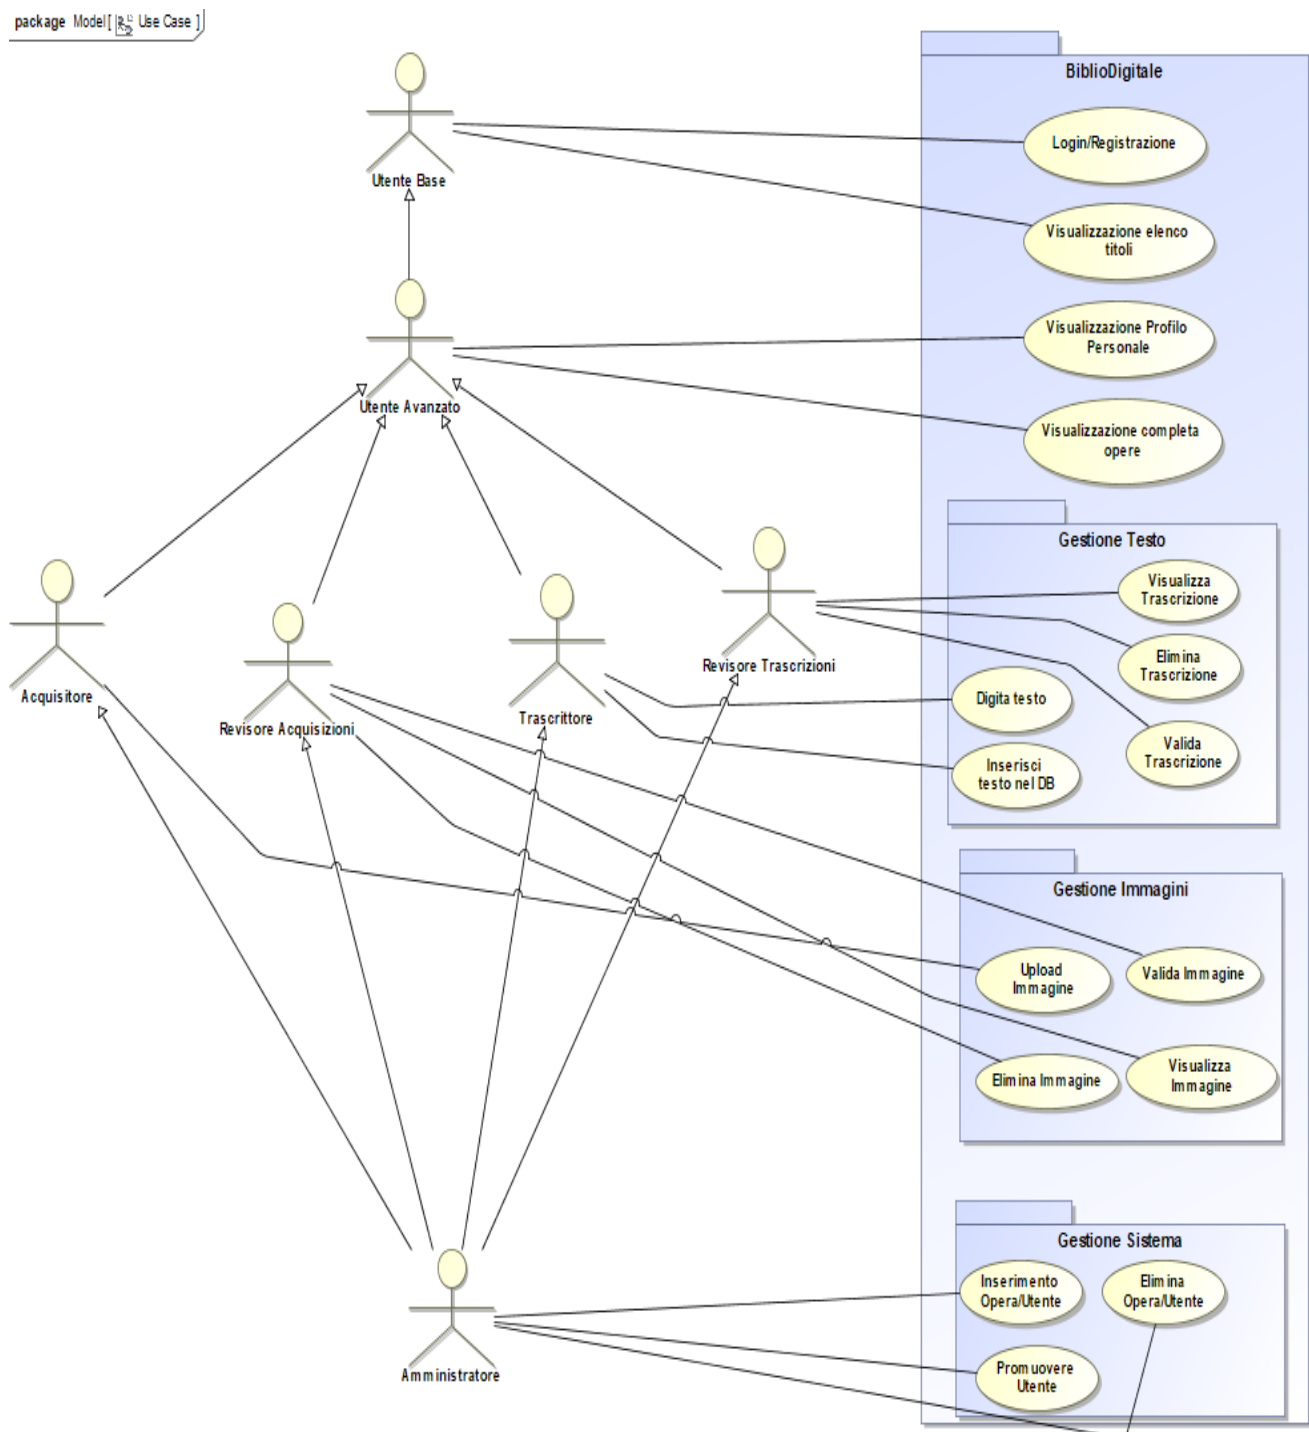 package Model [ Use Case ]
BiblioDigitale
Login/Registrazione
Utente Base
Visualizzazione elenco
titoli
Visualizzazione Profilo
Personale
Utente Avanzato
Visualizzazione completa
opere
Gestione Testo
Visualizza
Trascrizione
Elimina
Trascrizione
Revisore Trascrizioni
Digita testo
Acquisitore
Trascrittore
Revisore Acquisizioni
Valida
Trascrizione
Inserisci
testo nel DB
Gestione Immagini
Upload
Immagine
Valida Immagine
Elimina Immagine
Visualizza
Immagine
Gestione Sistema
Inserimento
Opera/Utente
Elimina
Opera/Utente
Promuovere
Utente
Amministratore